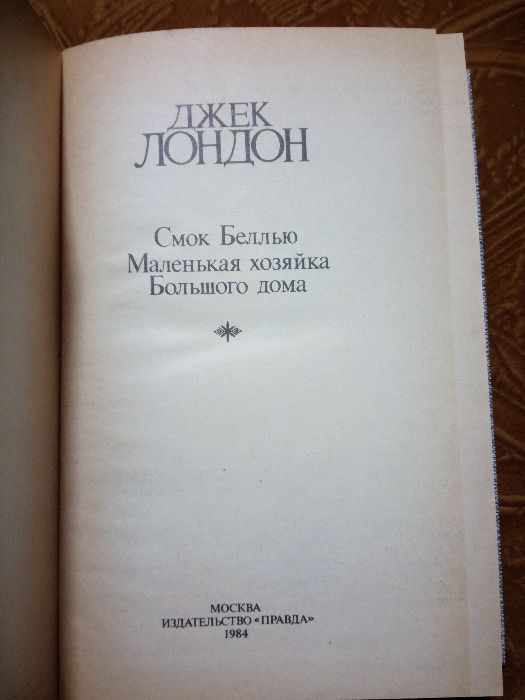 ДЖЕК
ЛОНДОН
Смок Беллью
Маленькая хозяйка
Большого дома
МОСКВА
ИЗДАТЕЛЬСТВО «ПРАВДА»
1984